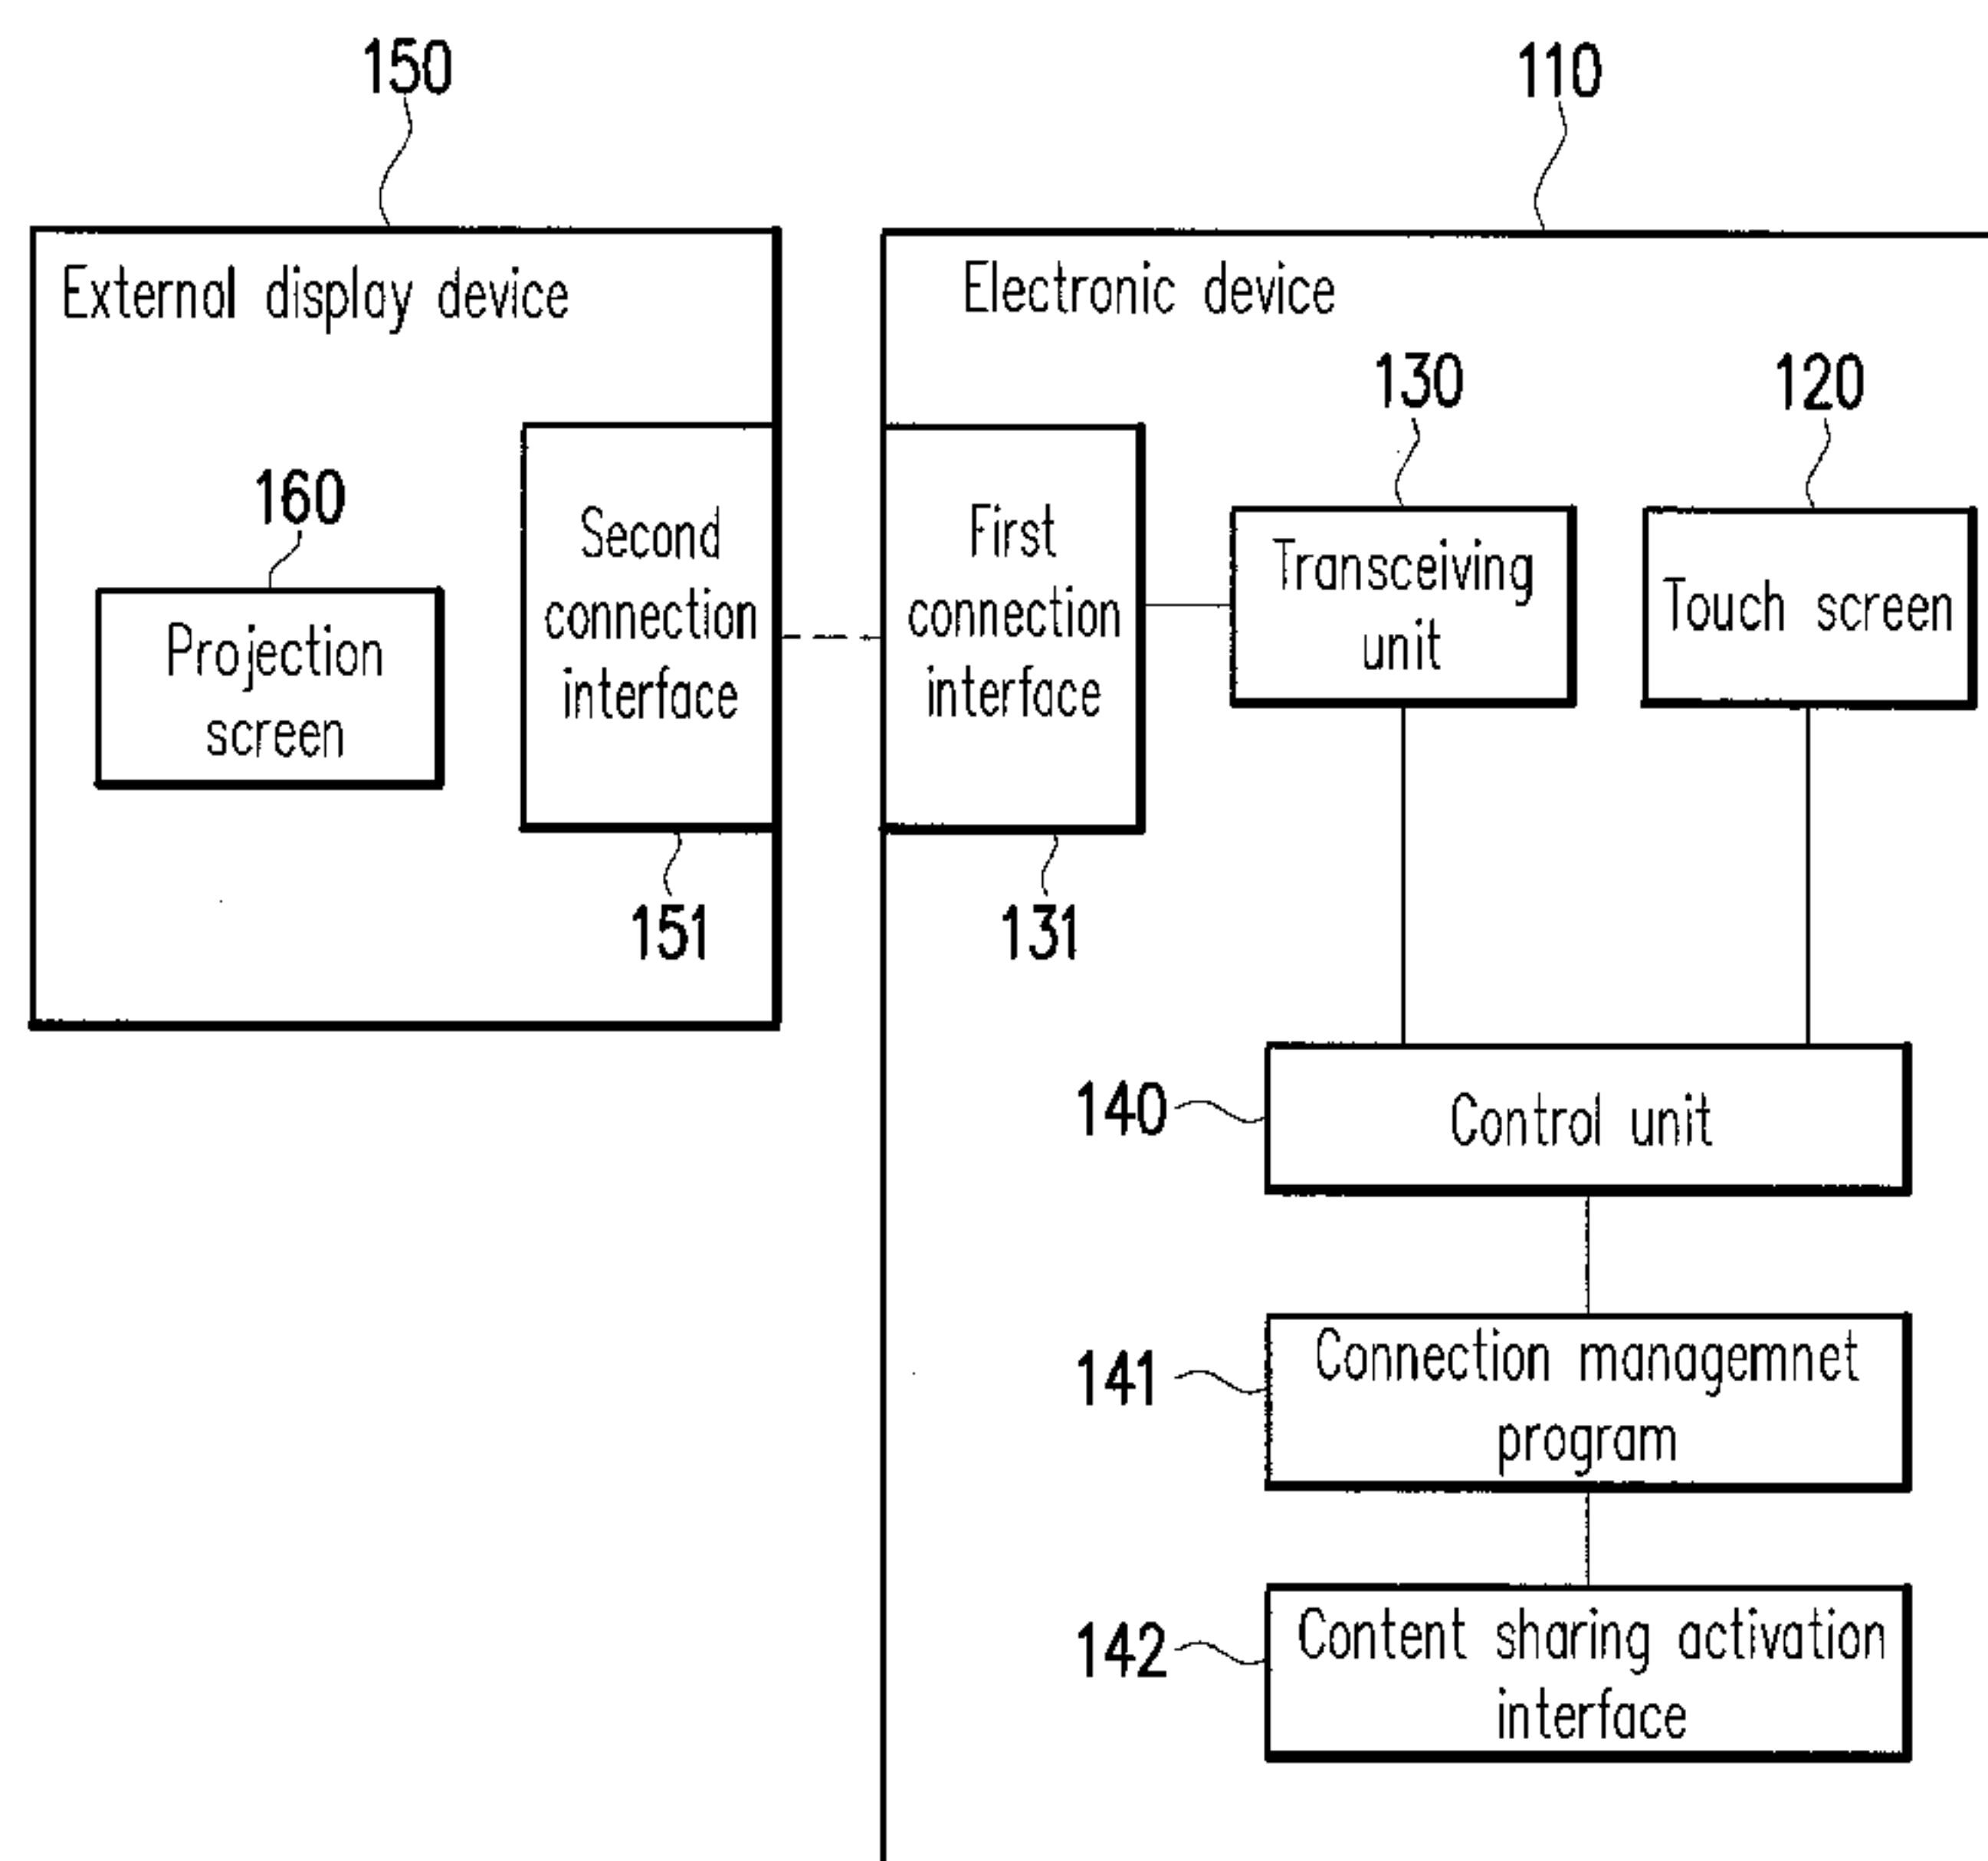 150
110
External display device
Electronic device
130
120
160
Second
connection
interface
First
connection
interface
Transceiving
unit
Touch screen
Projection
screen
151
131
140
Control unit
141
Connection managemnet
program
142
Content sharing activation
interface